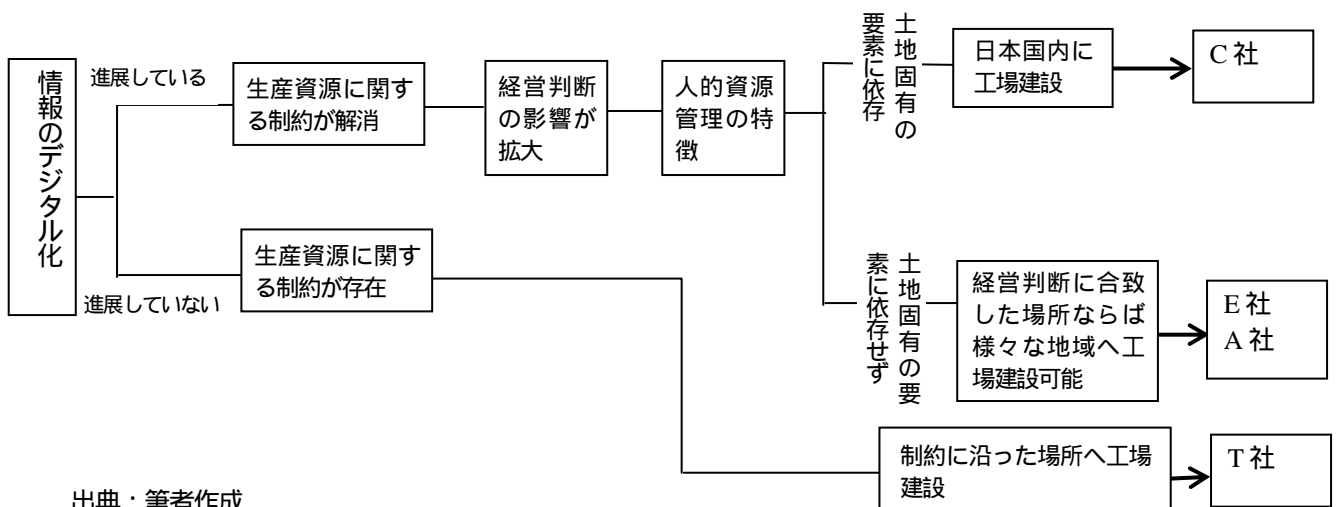 情報のデジタル化
進展している
進展していない
生産資源に関す
る制約が解消
経営判断
の影響が
拡大
人的資源
管理の特
徴
土地固有の
要素に依存
日本国内に
工場建設
C 社
生産資源に関す
る制約が存在
土地固有の要
素に依存せず
経営判断に合致
した場所ならば
様々な地域へ工
場建設可能
E 社
A 社
制約に沿った場所へ工場
建設
T 社
出典：筆者作成